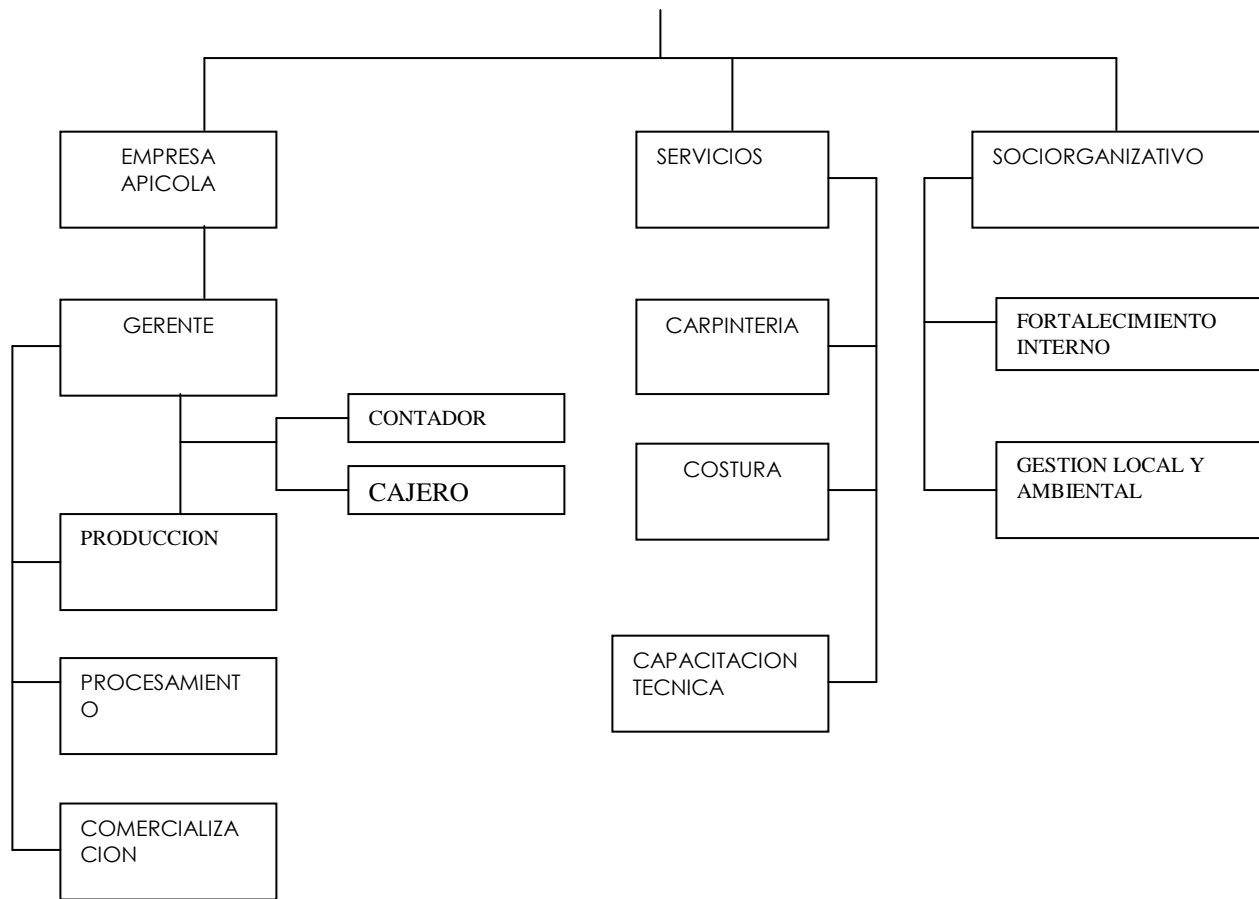 EMPRESA
APICOLA
SERVICIOS
SOCIORGANIZATIVO
GERENTE
CARPINTERIA
FORTALECIMIENTO
INTERNO
CONTADOR
CAJERO
COSTURA
GESTION LOCAL Y
AMBIENTAL
PRODUCCION
PROCESAMIENT
O
CAPACITACION
TECNICA
COMERCIALIZA
CION